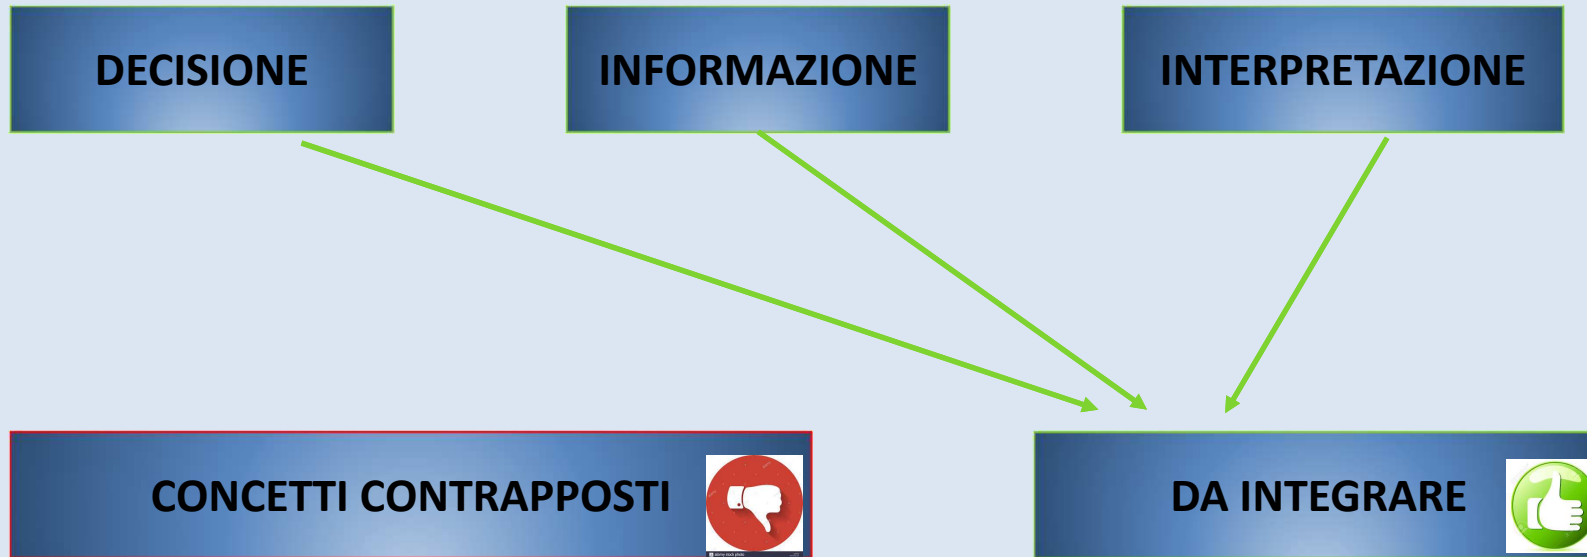 DECISIONE
INFORMAZIONE
INTERPRETAZIONE
CONCETTI CONTRAPPOSTI
DA INTEGRARE